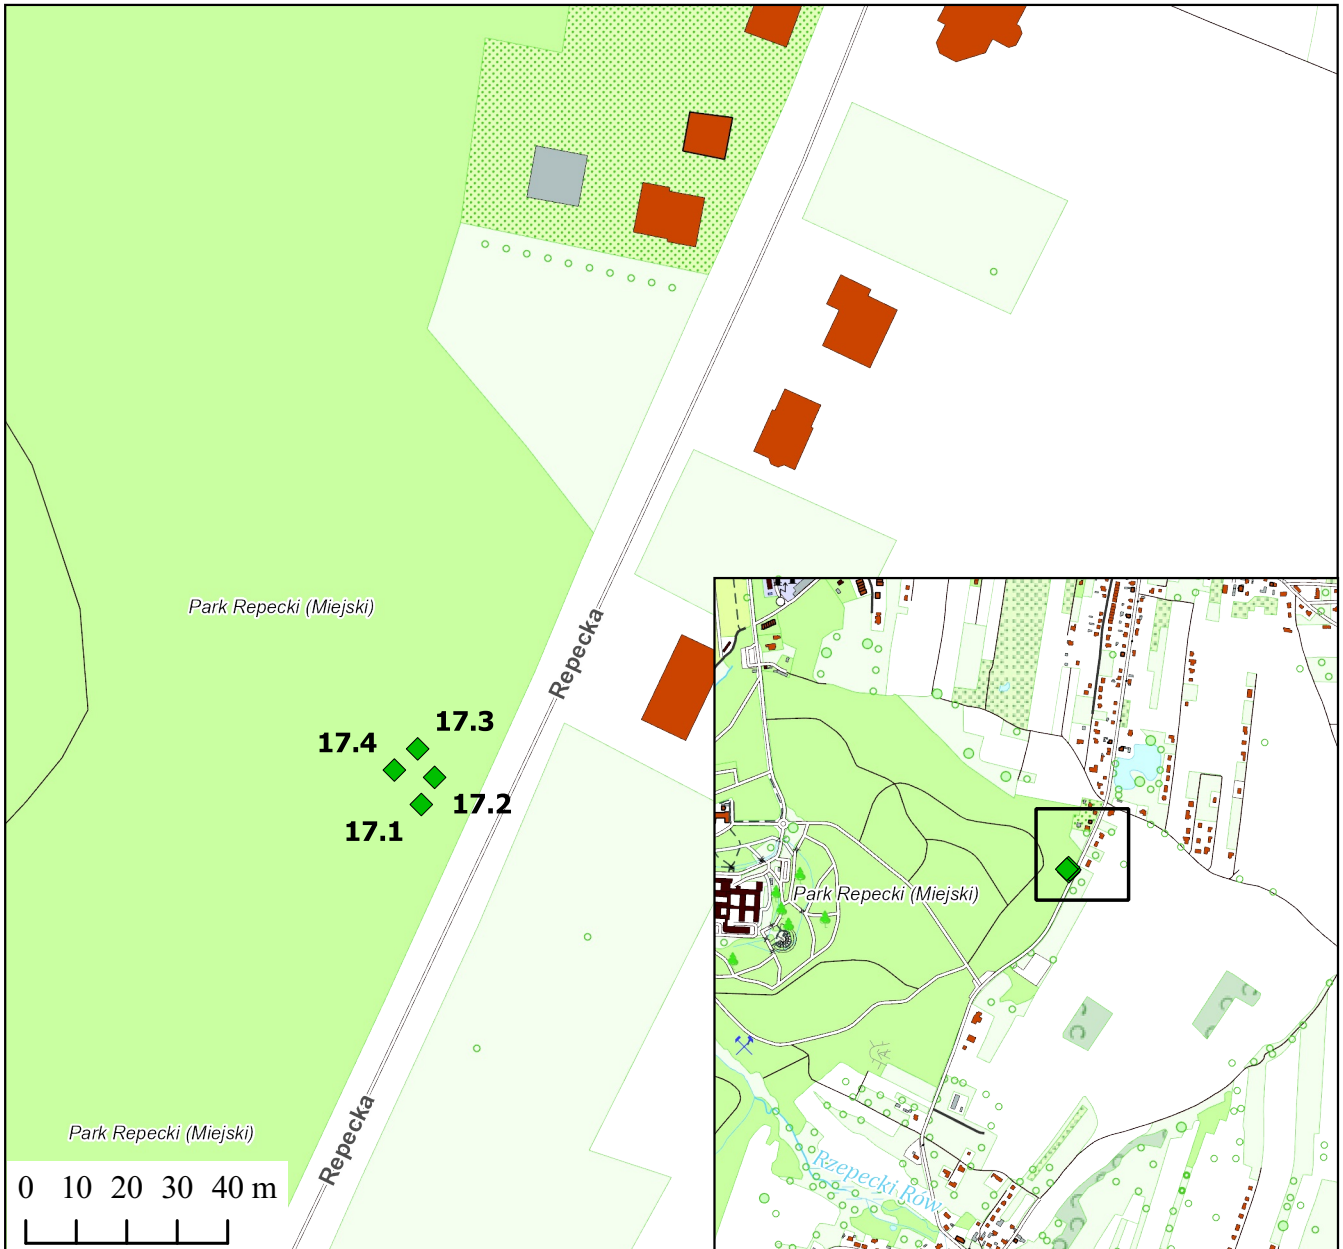 Repecka
Park Repecki (Miejski)
17.3
17.4
17.2
17.1
Park Repecki (Miejski)
Repecka
Park Repecki (Miejski)
Rzepecki Rów
0 10 20 30 40 m